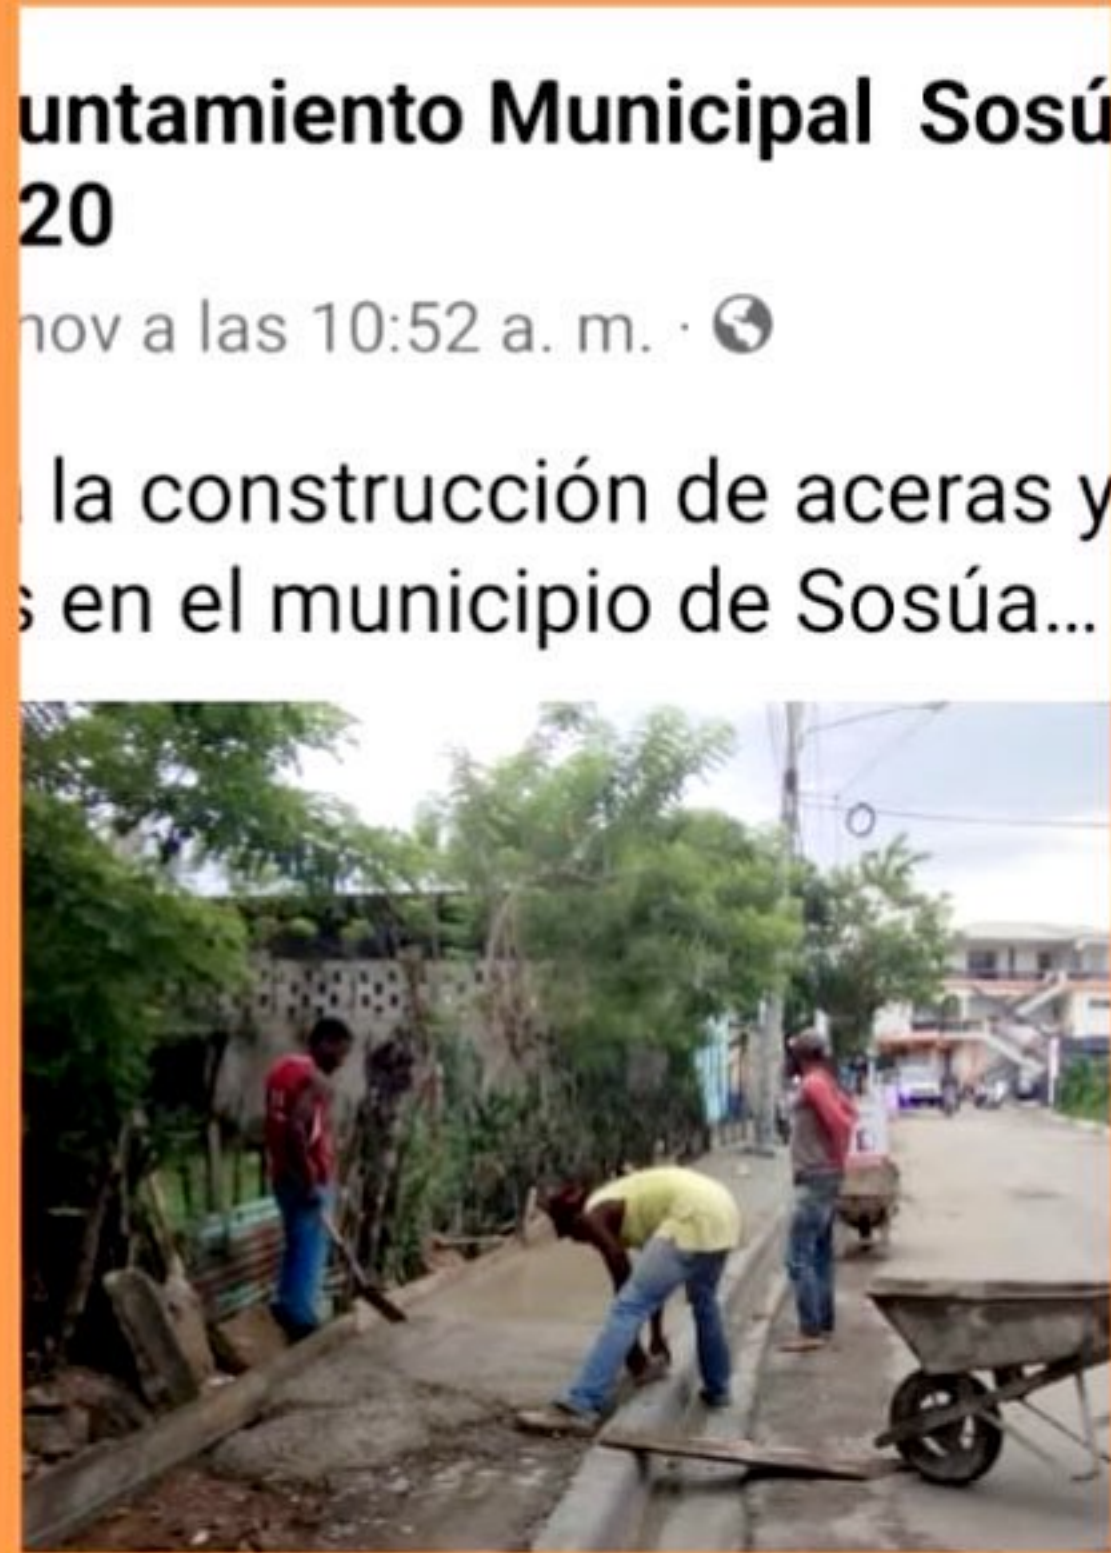 untamiento Municipal Sosú
20
nov a las 10:52 a. m. ·
la construcción de aceras y
s en el municipio de Sosúa...